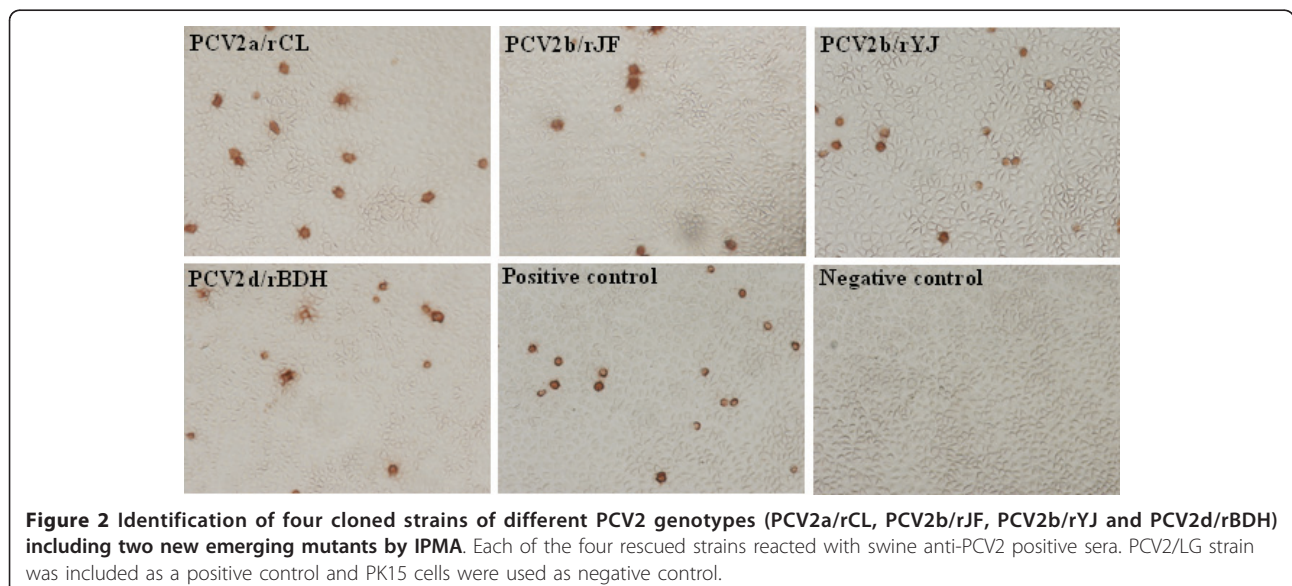 PCV2a/rCL
PCV2b/rJF
PCV2b/rYJ
PCV2d/rBDH
Positive control
Negative control
Figure 2 Identification of four cloned strains of different PCV2 genotypes (PCV2a/rCL, PCV2b/rJF, PCV2b/rYJ and PCV2d/rBDH)
including two new emerging mutants by IPMA. Each of the four rescued strains reacted with swine anti-PCV2 positive sera. PCV2/LG strain
was included as a positive control and PK15 cells were used as negative control.